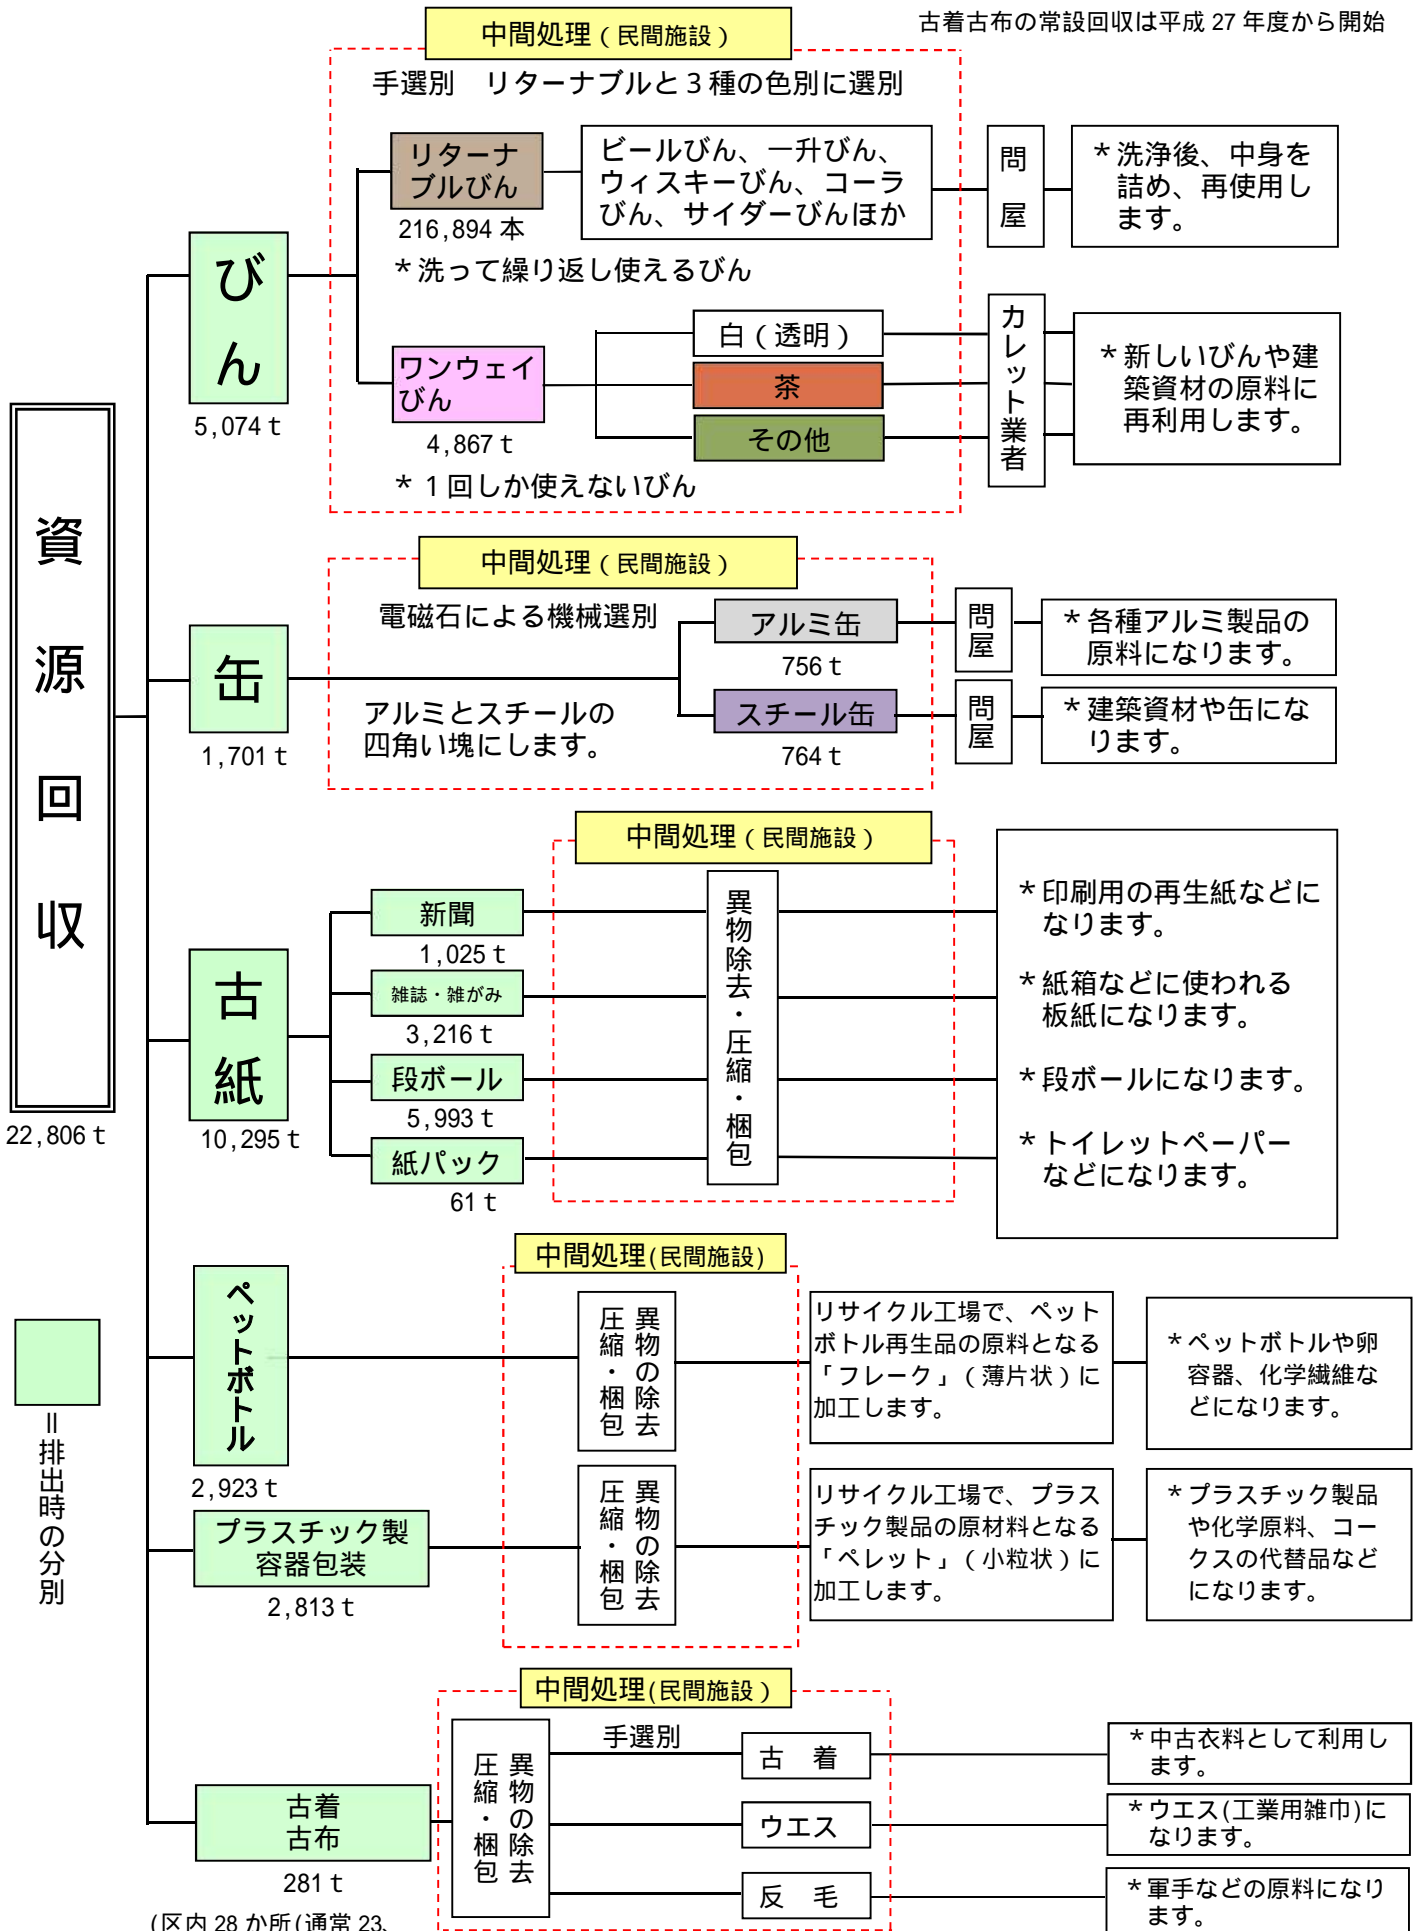 古着古布の常設回収は平成 27 年度から開始
中間処理（民間施設）
手選別　リターナブルと３種の色別に選別
リターナ
ブルびん
216,894 本
ビールびん、一升びん、
ウィスキーびん、コーラ
びん、サイダーびんほか
問屋
＊洗浄後、中身を
詰め、再使用し
ます。
＊洗って繰り返し使えるびん
びん
5,074 t
ワンウェイ
びん
4,867 t
＊１回しか使えないびん
白（透明）
茶
その他
カレット業者
＊新しいびんや建
築資材の原料に
再利用します。
資源回収
22,806 t
中間処理（民間施設）
電磁石による機械選別
缶
1,701 t
アルミとスチールの
四角い塊にします。
アルミ缶
756 t
スチール缶
764 t
問屋
＊各種アルミ製品の
原料になります。
問屋
＊建築資材や缶にな
ります。
中間処理（民間施設）
古紙
10,295 t
新聞
1,025 t
雑誌・雑がみ
3,216 t
段ボール
5,993 t
紙パック
61 t
異物除去・圧縮・梱包
＊印刷用の再生紙などに
なります。
＊紙箱などに使われる
板紙になります。
＊段ボールになります。
＊トイレットペーパー
などになります。
＝排出時の分別
中間処理(民間施設)
ペットボトル
2,923 t
異物の除去
圧縮・梱包
リサイクル工場で、ペット
ボトル再生品の原料となる
「フレーク」（薄片状）に
加工します。
＊ペットボトルや卵
容器、化学繊維な
どになります。
プラスチック製
容器包装
2,813 t
異物の除去
圧縮・梱包
リサイクル工場で、プラス
チック製品の原材料となる
「ペレット」（小粒状）に
加工します。
＊プラスチック製品
や化学原料、コー
クスの代替品など
になります。
中間処理(民間施設）
古着
古布
281 t
(区内 28 か所(通常 23、
異物の除去
圧縮・梱包
手選別
古　着
ウエス
反　毛
＊中古衣料として利用し
ます。
＊ウエス(工業用雑巾)に
なります。
＊軍手などの原料になり
ます。